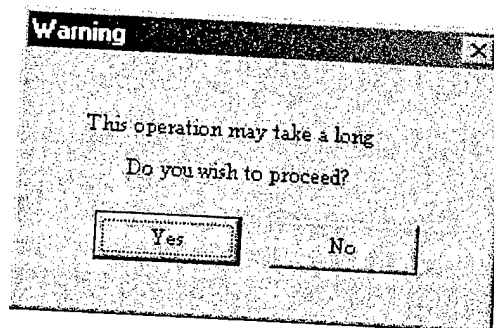 Warning
This operation may take a long
Do you wish to proceed?
Yes
No